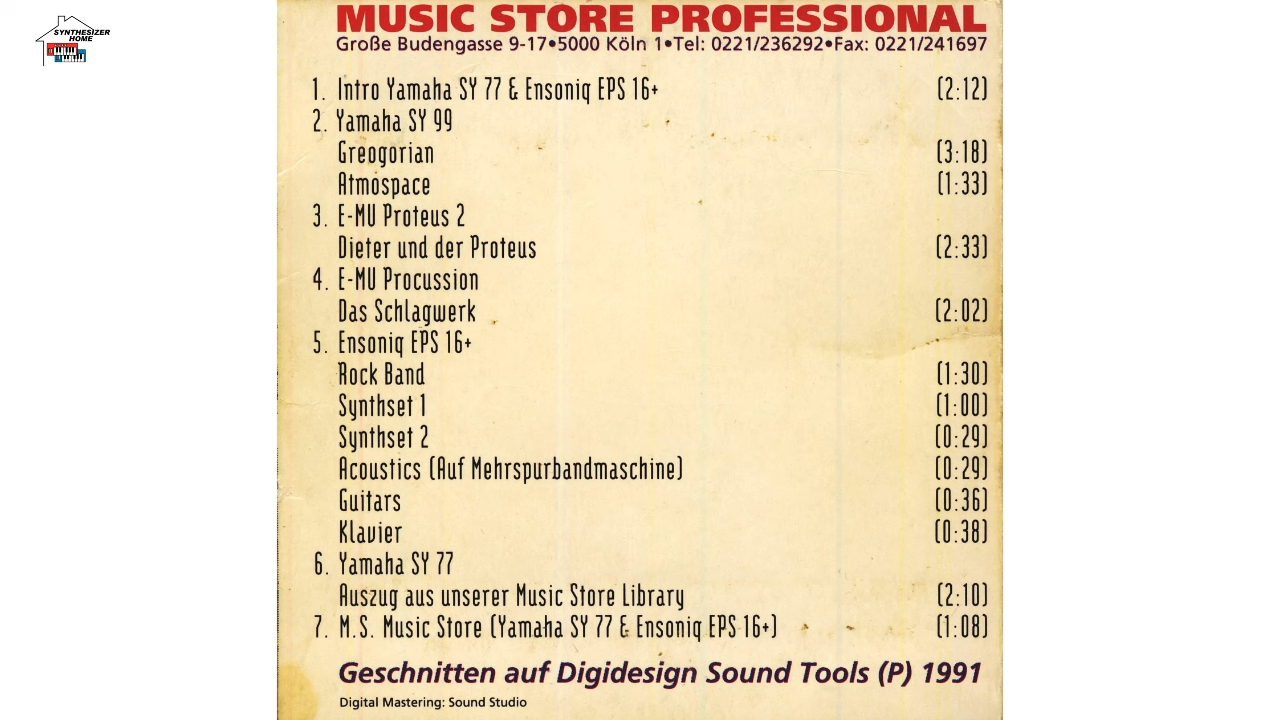 SYNTHESIZER
HOME
MUSIC STORE PROFESSIONAL
Große Budengasse 9-17•5000 Köln 1•Tel: 0221/236292•Fax: 0221/241697
1. Intro Yamaha SY 77 & Ensoniq EPS 16+ (2:12)
2. Yamaha SY 99
Greogorian (3:18)
Atmospace (1:33)
3. E-MU Proteus 2
Dieter und der Proteus (2:33)
4. E-MU Procussion
Das Schlagwerk (2:02)
5. Ensoniq EPS 16+
Rock Band (1:30)
Synthset 1 (1:00)
Synthset 2 (0:29)
Acoustics (Auf Mehrspurbandmaschine) (0:29)
Guitars (0:36)
Klavier (0:38)
6. Yamaha SY 77
Auszug aus unserer Music Store Library (2:10)
7. M.S. Music Store (Yamaha SY 77 & Ensoniq EPS 16+) (1:08)
Geschnitten auf Digidesign Sound Tools (P) 1991
Digital Mastering: Sound Studio